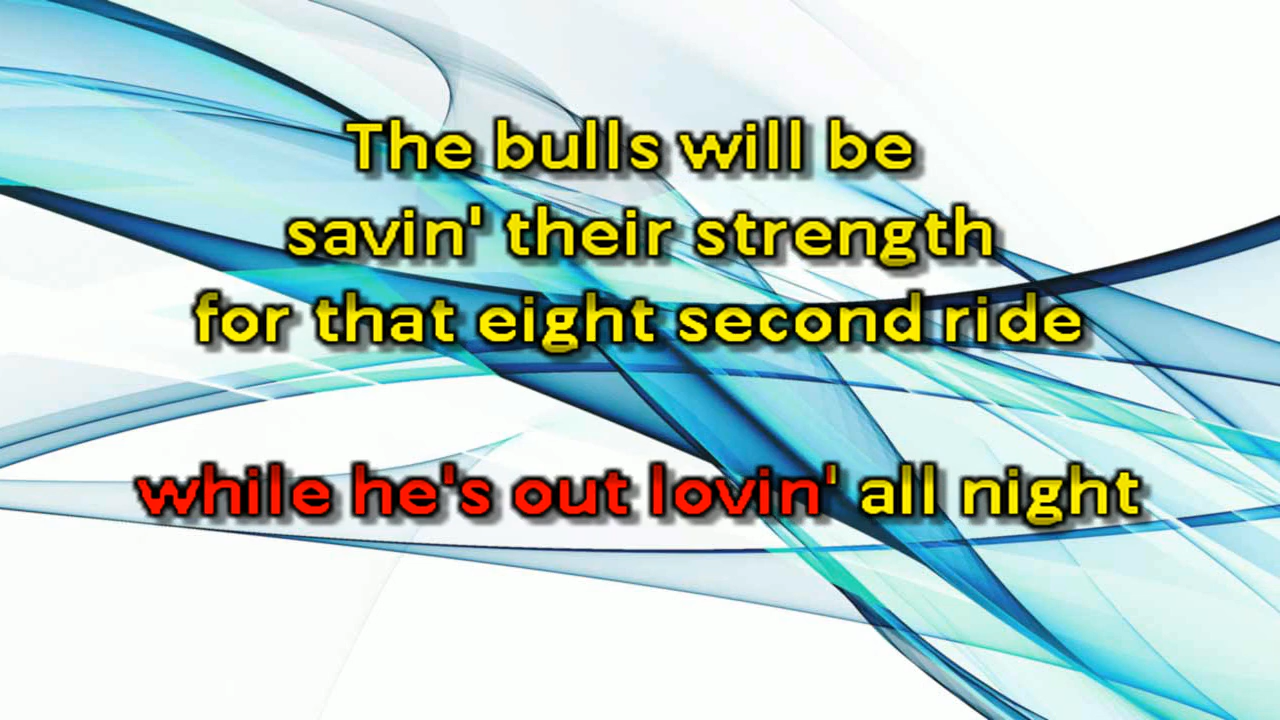 The bulls will be
savin' their strength
for that eight second ride
while he's out lovin' all night